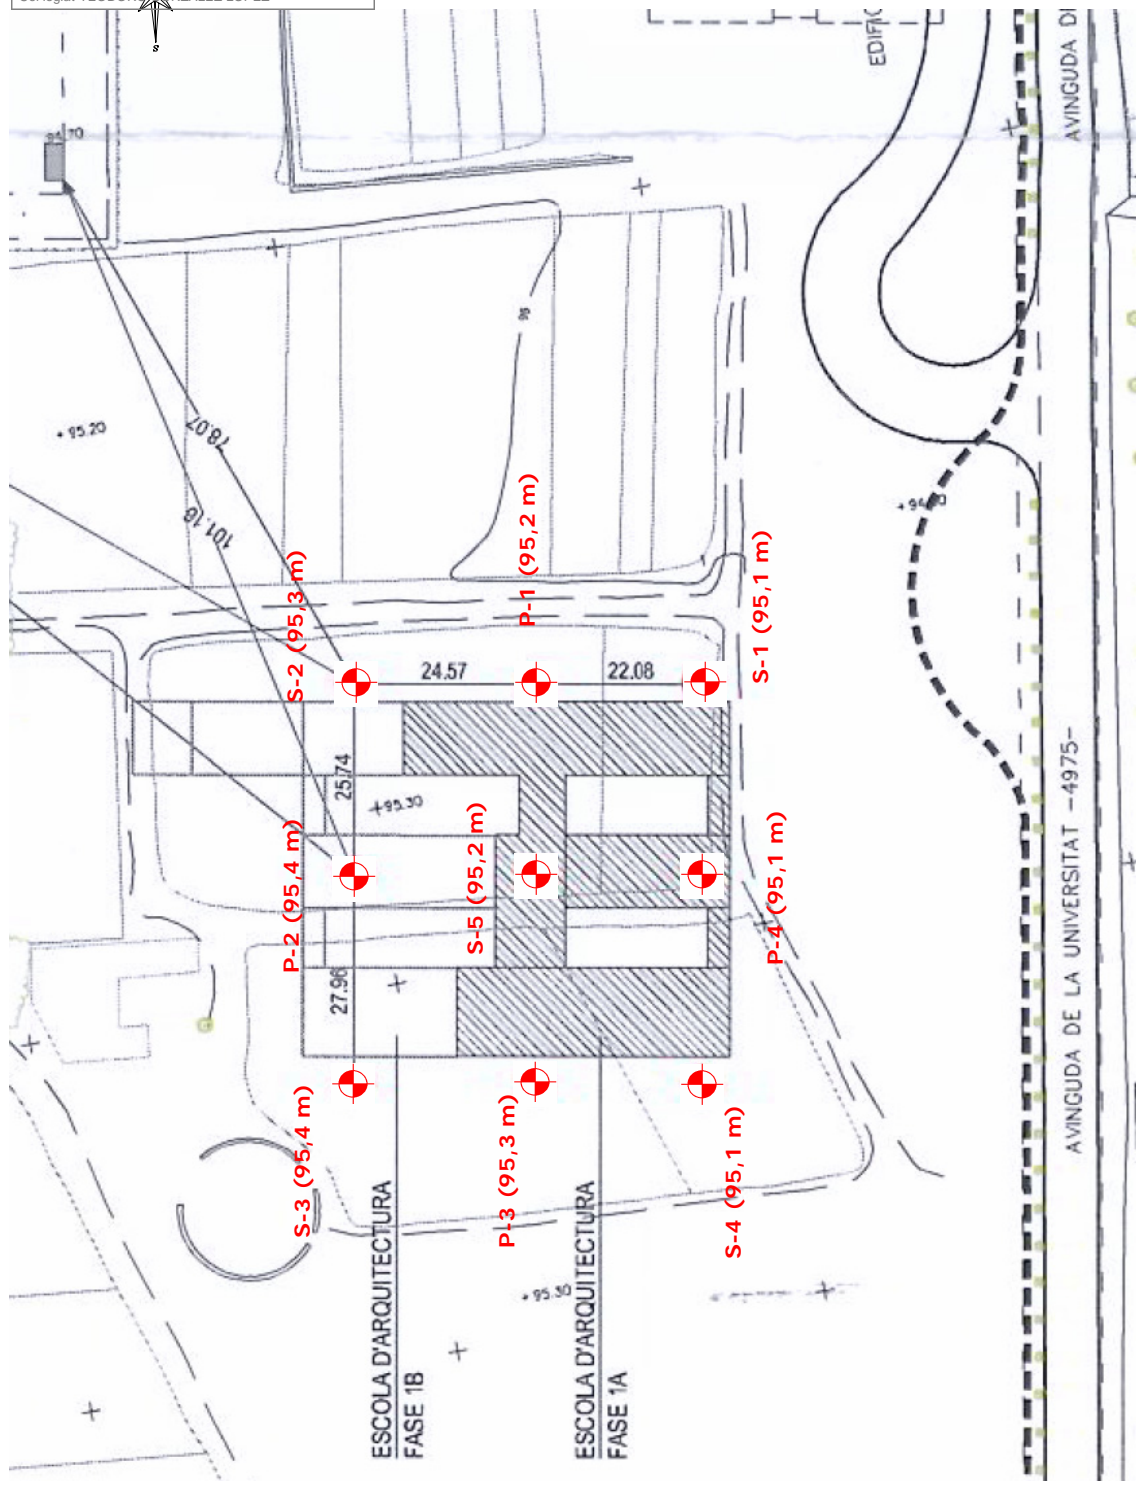 S
EDIFIC
AVINGUDA DE
95
+ 95.20
78.07
101.16
P-1 (95,2 m)
S-1 (95,1 m)
S-2 (95,3 m)
24.57
22.08
25.74
+95.30
P-2 (95,4 m)
S-5 (95,2 m)
P-4 (95,1 m)
27.96
S-3 (95,4 m)
P-3 (95,3 m)
S-4 (95,1 m)
AVINGUDA DE LA UNIVERSITAT -4975-
+ 95.30
ESCOLA D'ARQUITECTURA
FASE 1B
ESCOLA D'ARQUITECTURA
FASE 1A